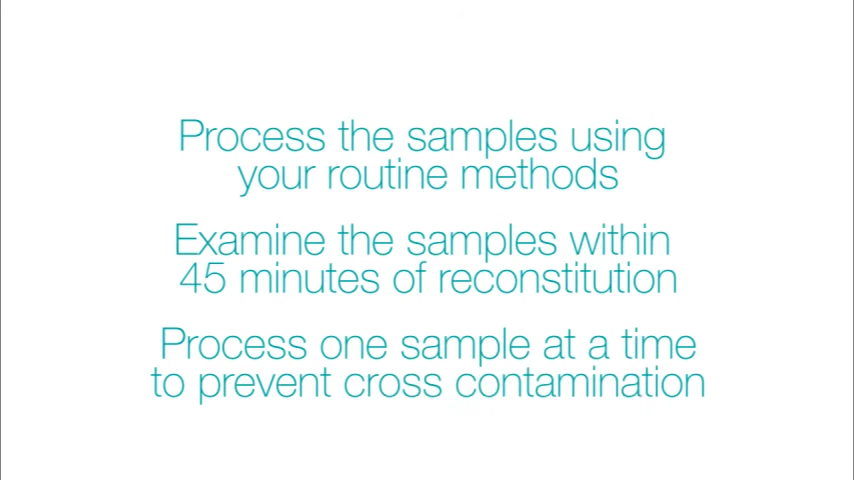 Process the samples using
your routine methods
Examine the samples within
45 minutes of reconstitution
Process one sample at a time
to prevent cross contamination